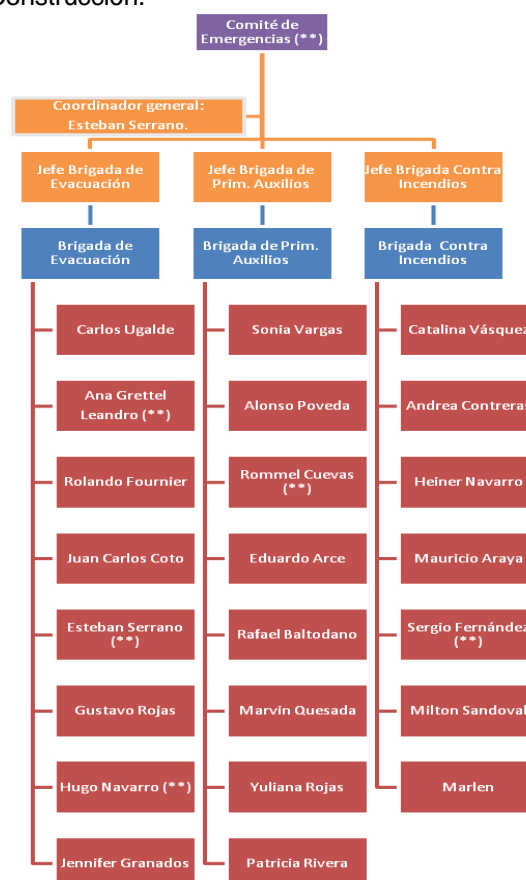 Construcción.
Comité de
Emergencias (**)
Coordinador general:
Esteban Serrano.
Jefe Brigada de
Evacuación
Jefe Brigada de
Prim. Auxilios
Jefe Brigada Contra
Incendios
Brigada de
Evacuación
Brigada de Prim.
Auxilios
Brigada Contra
Incendios
Carlos Ugalde
Ana Grettel
Leandro (**)
Rolando Fournier
Juan Carlos Coto
Esteban Serrano
(**)
Gustavo Rojas
Hugo Navarro (**)
Jennifer Granados
Sonia Vargas
Alonso Poveda
Rommel Cuevas
(**)
Eduardo Arce
Rafael Baltodano
Marvin Quesada
Yuliana Rojas
Patricia Rivera
Catalina Vásquez
Andrea Contreras
Heiner Navarro
Mauricio Araya
Sergio Fernández
(**)
Milton Sandoval
Marlen